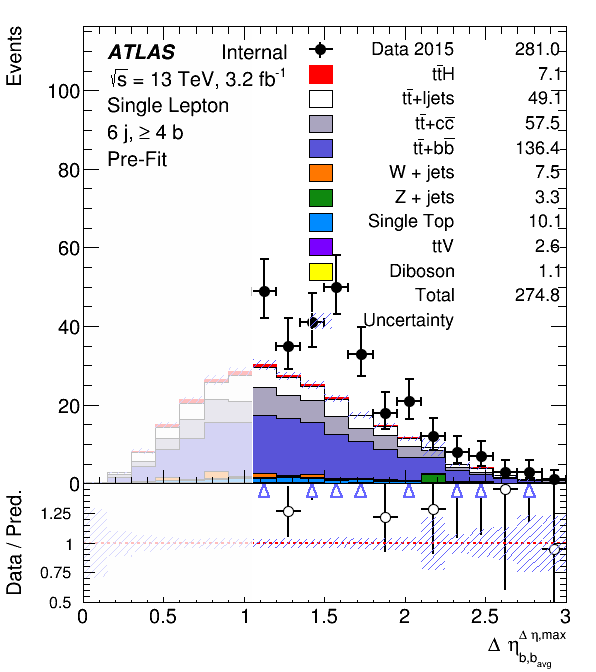 Events
ATLAS Internal
√s = 13 TeV, 3.2 fb⁻¹
Single Lepton
6 j, ≥ 4 b
Pre-Fit
Data 2015 281.0
tt̄H 7.1
tt̄+ljets 49.1
tt̄+cc̄ 57.5
tt̄+bb̄ 136.4
W + jets 7.5
Z + jets 3.3
Single Top 10.1
ttV 2.6
Diboson 1.1
Total 274.8
Uncertainty
100
80
60
40
20
0
Data / Pred.
1.25
1
0.75
0.5
0 0.5 1 1.5 2 2.5 3
Δ η_{b,b_{avg}}^{Δ η,max}